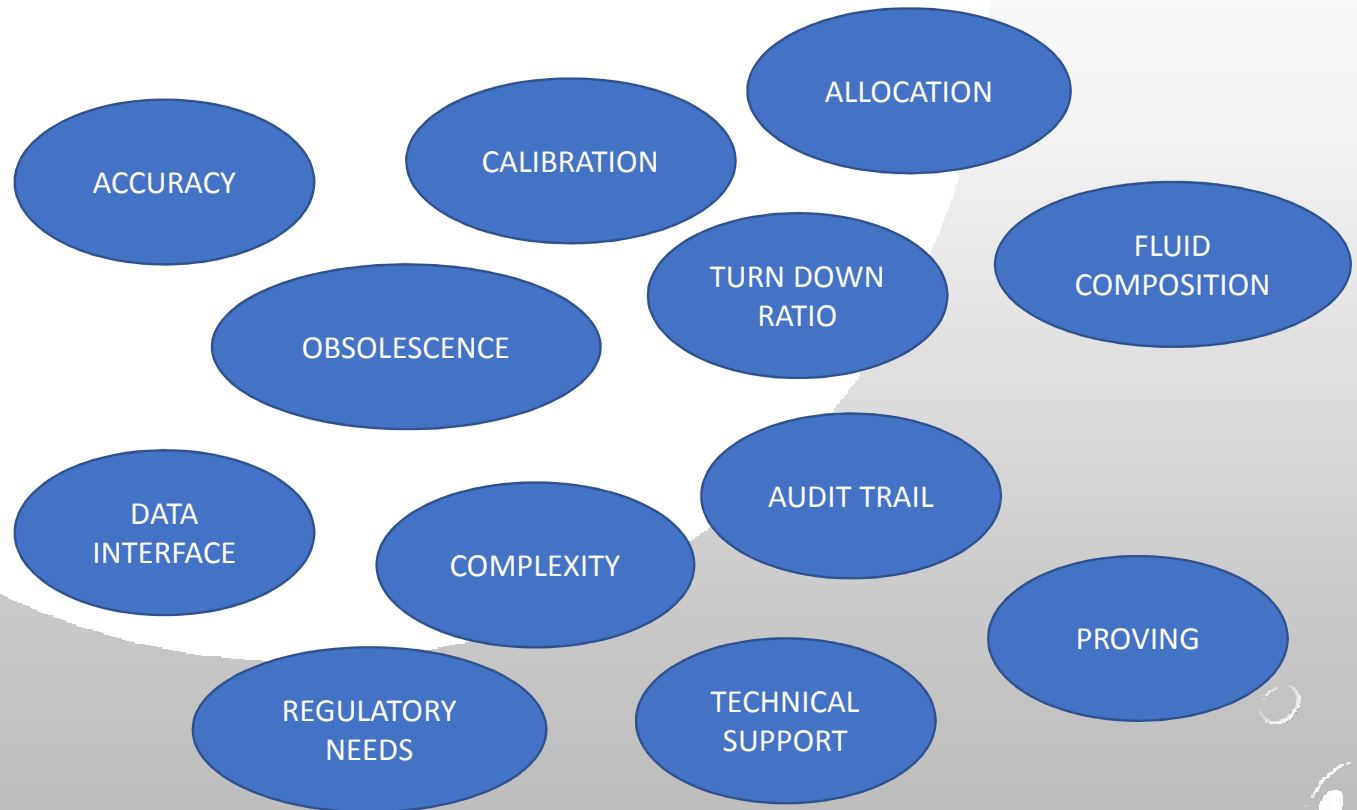 ALLOCATION
CALIBRATION
ACCURACY
FLUID
COMPOSITION
TURN DOWN
RATIO
OBSOLESCENCE
AUDIT TRAIL
DATA
INTERFACE
COMPLEXITY
PROVING
REGULATORY
NEEDS
TECHNICAL
SUPPORT